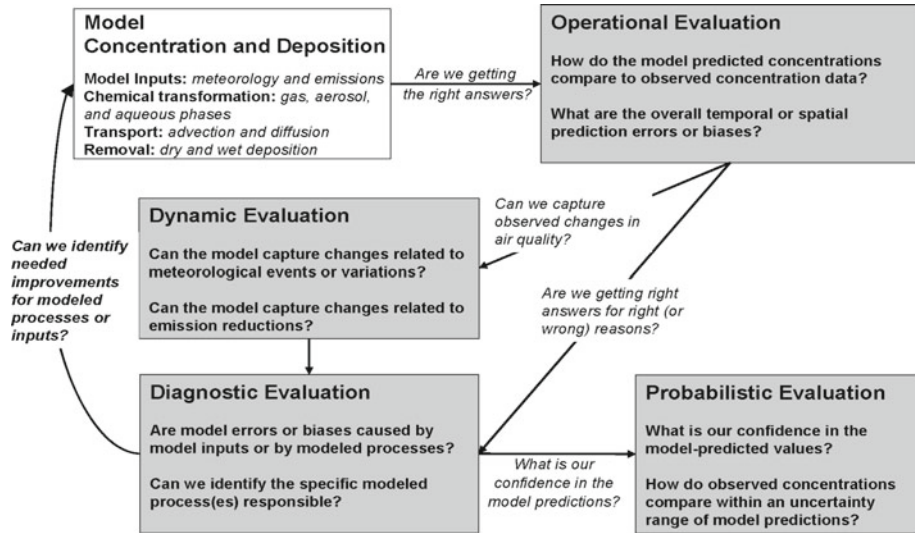 Model
Concentration and Deposition
Model Inputs: meteorology and emissions
Chemical transformation: gas, aerosol,
and aqueous phases
Transport: advection and diffusion
Removal: dry and wet deposition
Are we getting
the right answers?
Operational Evaluation
How do the model predicted concentrations
compare to observed concentration data?
What are the overall temporal or spatial
prediction errors or biases?
Can we capture
observed changes in
air quality?
Dynamic Evaluation
Can the model capture changes related to
meteorological events or variations?
Can the model capture changes related to
emission reductions?
Can we identify
needed
improvements
for modeled
processes or
inputs?
Are we getting right
answers for right (or
wrong) reasons?
Diagnostic Evaluation
Are model errors or biases caused by
model inputs or by modeled processes?
Can we identify the specific modeled
process(es) responsible?
What is our
confidence in the
model predictions?
Probabilistic Evaluation
What is our confidence in the
model-predicted values?
How do observed concentrations
compare within an uncertainty
range of model predictions?